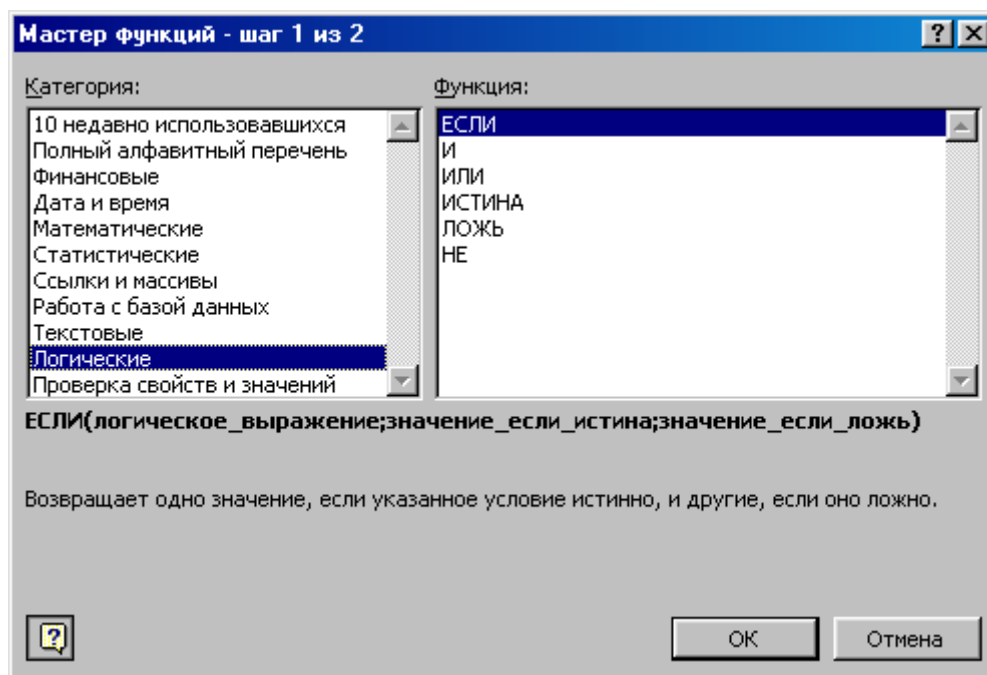 Мастер функций - шаг 1 из 2
Категория:
Функция:
10 недавно использовавшихся
Полный алфавитный перечень
Финансовые
Дата и время
Математические
Статистические
Ссылки и массивы
Работа с базой данных
Текстовые
Логические
Проверка свойств и значений
ЕСЛИ
И
ИЛИ
ИСТИНА
ЛОЖЬ
НЕ
ЕСЛИ(логическое_выражение;значение_если_истина;значение_если_ложь)
Возвращает одно значение, если указанное условие истинно, и другие, если оно ложно.
ОК
Отмена